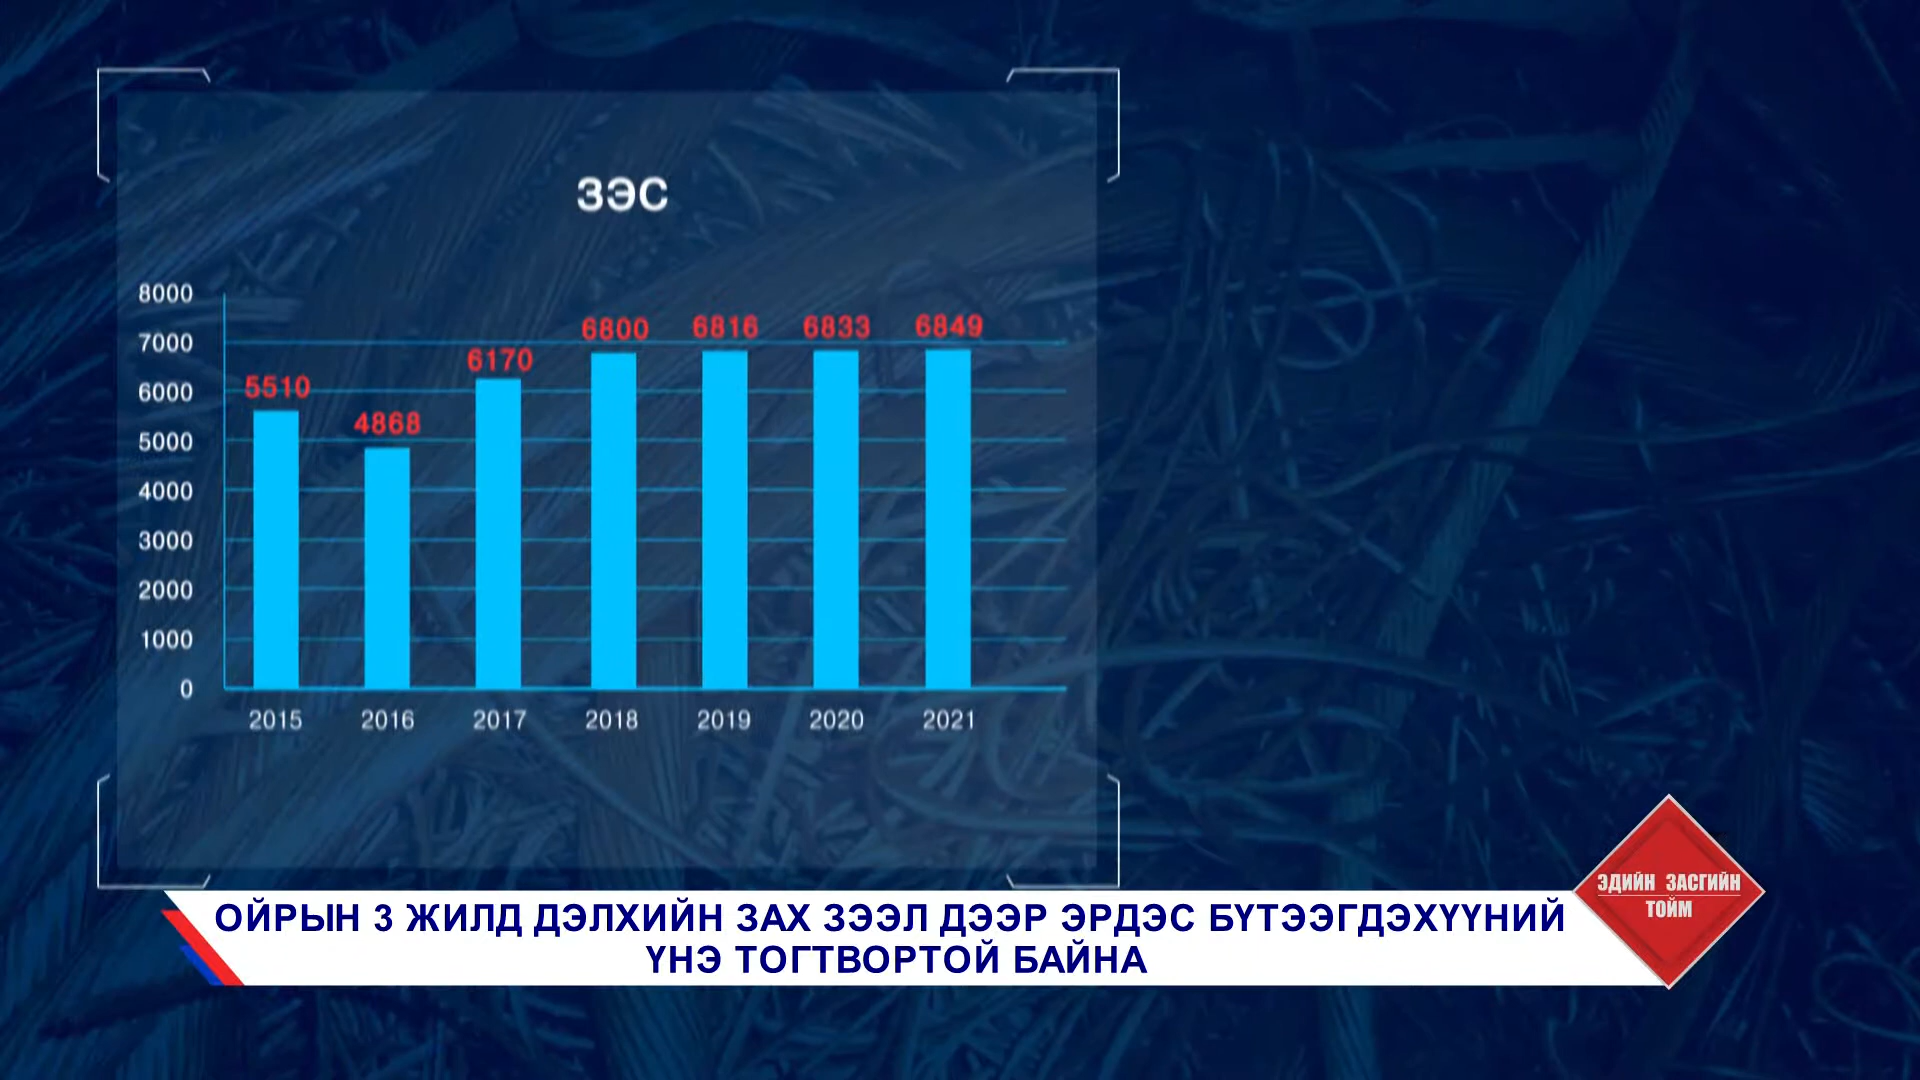 ЗЭС
8000
7000
6000
5000
4000
3000
2000
1000
0
5510
4868
6170
6800
6816
6833
6849
2015 2016 2017 2018 2019 2020 2021
ОЙРЫН 3 ЖИЛД ДЭЛХИЙН ЗАХ ЗЭЭЛ ДЭЭР ЭРДЭС БҮТЭЭГДЭХҮҮНИЙ
ҮНЭ ТОГТВОРТОЙ БАЙНА
ЭДИЙН ЗАСГИЙН
ТОЙМ